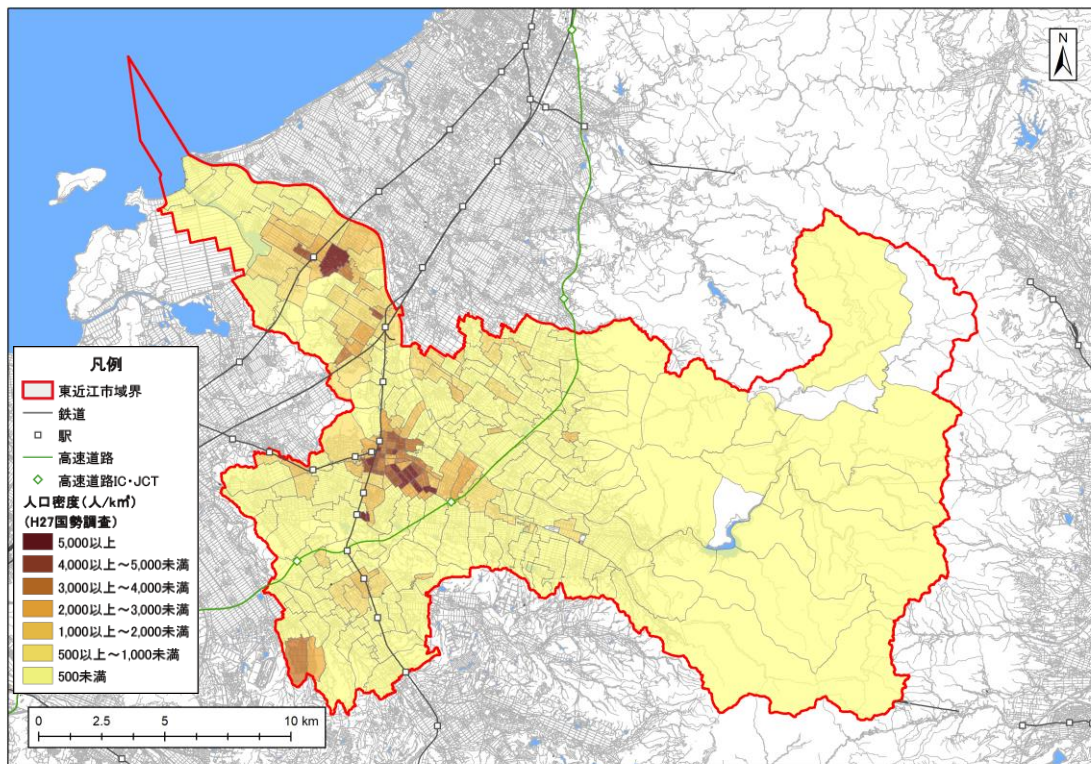 N
凡例
東近江市域界
鉄道
駅
高速道路
高速道路IC・JCT
人口密度(人/k㎡)
(H27国勢調査)
5,000以上
4,000以上~5,000未満
3,000以上~4,000未満
2,000以上~3,000未満
1,000以上~2,000未満
500以上~1,000未満
500未満
0 2.5 5 10 km